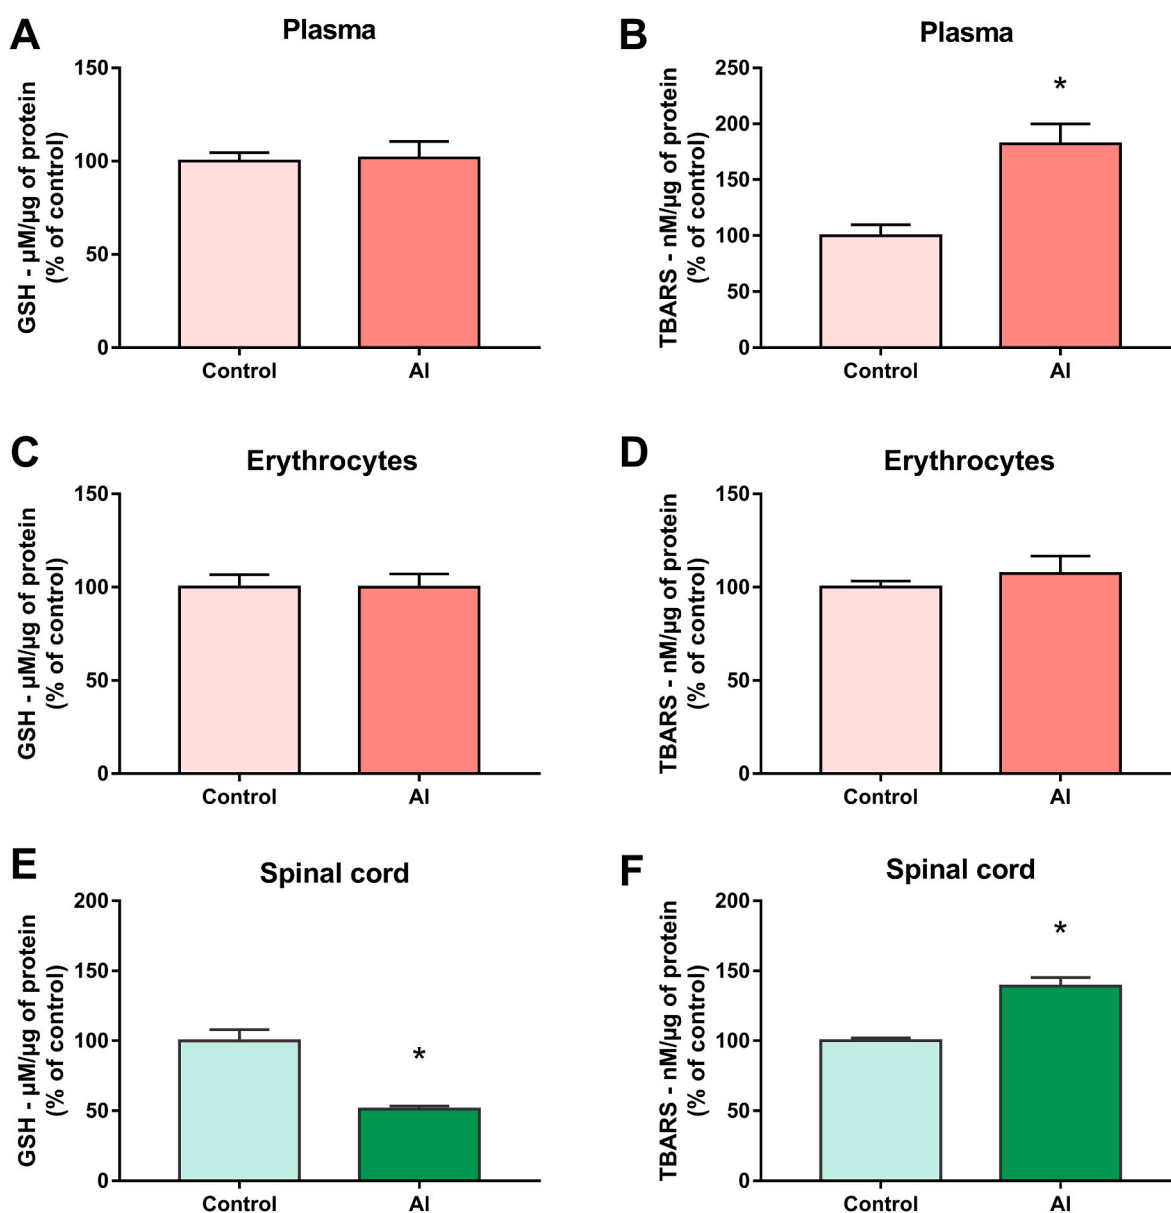 A
Plasma
GSH - µM/µg of protein
(% of control)
150
100
50
0
Control
Al
B
Plasma
TBARS - nM/µg of protein
(% of control)
250
200
150
100
50
0
*
Control
Al
C
Erythrocytes
GSH - µM/µg of protein
(% of control)
150
100
50
0
Control
Al
D
Erythrocytes
TBARS - nM/µg of protein
(% of control)
150
100
50
0
Control
Al
E
Spinal cord
GSH - µM/µg of protein
(% of control)
200
150
100
50
0
*
Control
Al
F
Spinal cord
TBARS - nM/µg of protein
(% of control)
200
150
100
50
0
*
Control
Al